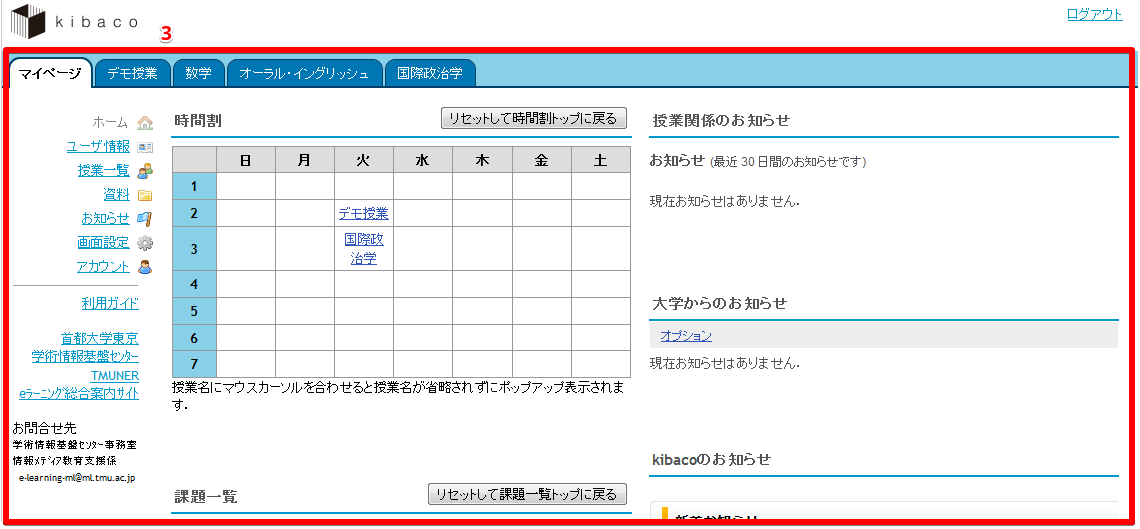 kibaco
3
ログアウト
マイページ
デモ授業
数学
オーラル・イングリッシュ
国際政治学
ホーム
ユーザ情報
授業一覧
資料
お知らせ
画面設定
アカウント
利用ガイド
首都大学東京
学術情報基盤センター
TMUNER
eラーニング総合案内サイト
お問合せ先
学術情報基盤センター事務室
情報メディア教育支援係
e-learning-ml@ml.tmu.ac.jp
時間割
リセットして時間割トップに戻る
日 月 火 水 木 金 土
1
2 デモ授業
3 国際政
治学
4
5
6
7
授業名にマウスカーソルを合わせると授業名が省略されずにポップアップ表示されま
す.
課題一覧
リセットして課題一覧トップに戻る
授業関係のお知らせ
お知らせ (最近 30 日間のお知らせです)
現在お知らせはありません.
大学からのお知らせ
オプション
現在お知らせはありません.
kibacoのお知らせ
新着お知らせ